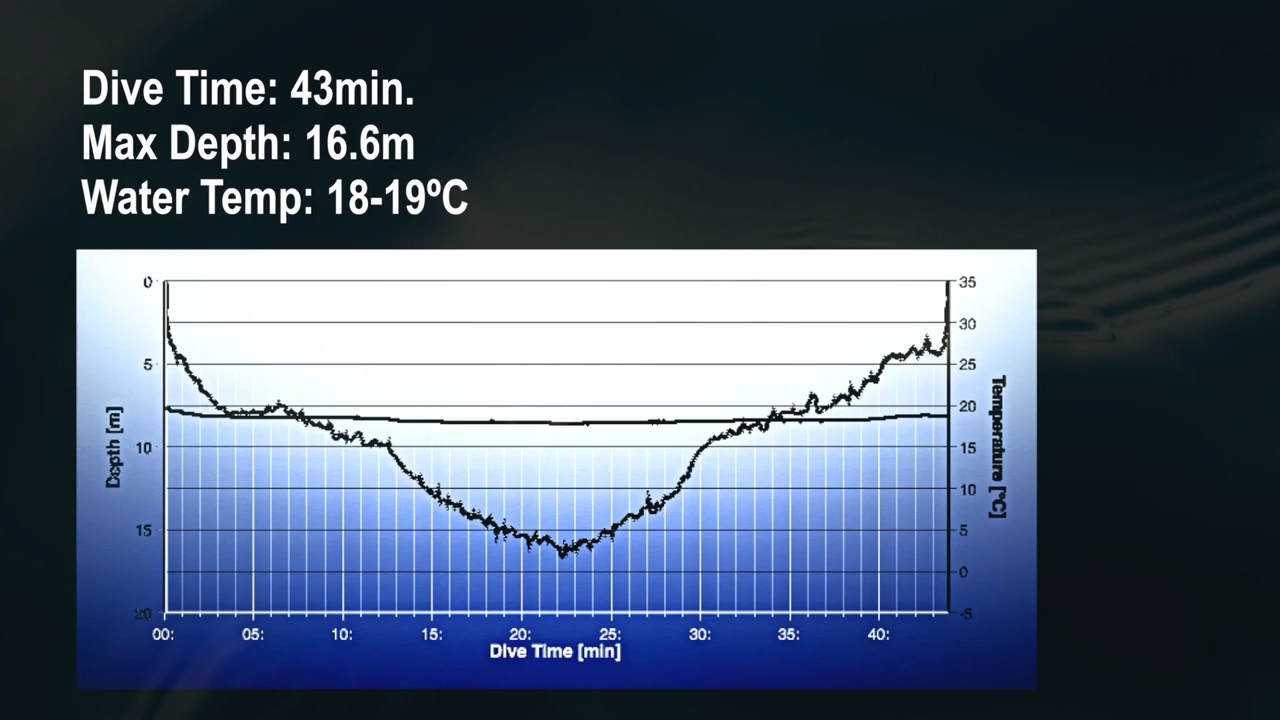 Dive Time: 43min.
Max Depth: 16.6m
Water Temp: 18-19ºC
0
5
10
15
20
Depth [m]
35
30
25
20
15
10
5
0
-5
Temperature [°C]
00: 05: 10: 15: 20: 25: 30: 35: 40:
Dive Time [min]